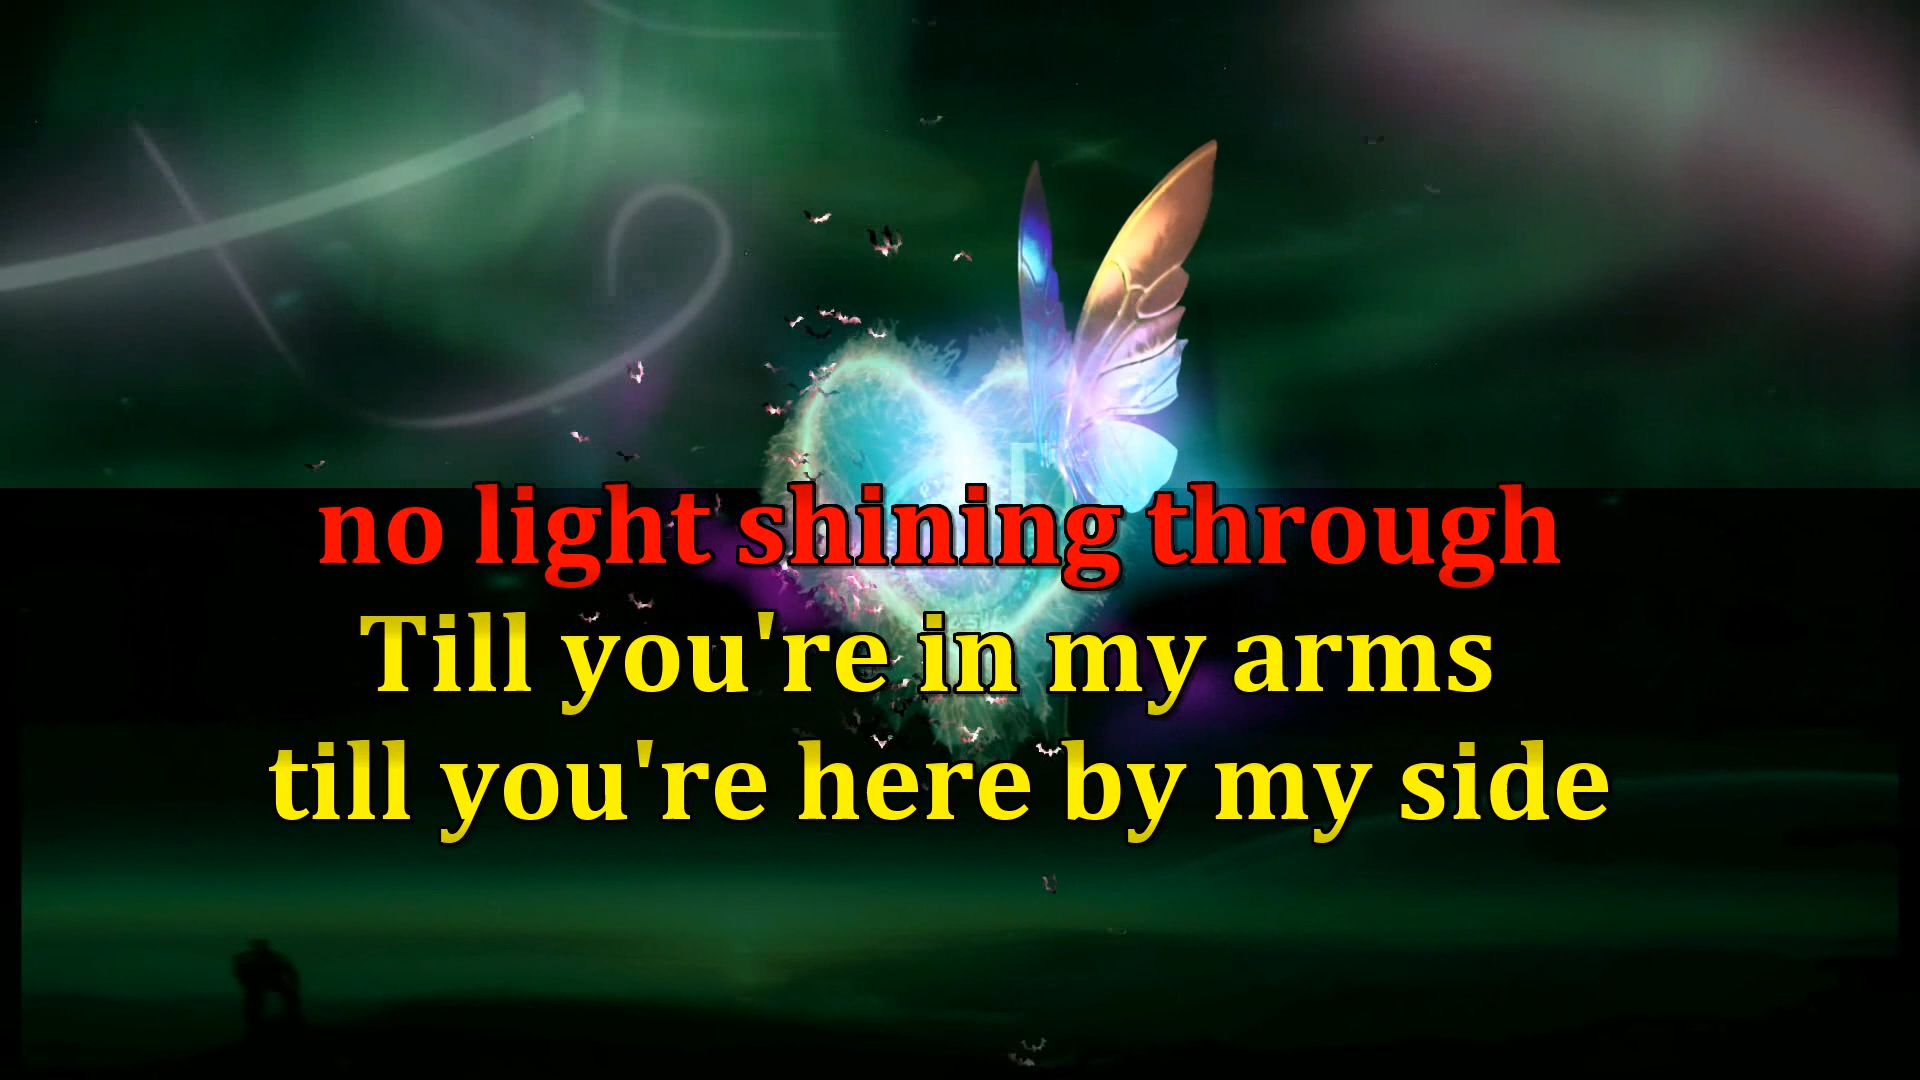 no light shining through
Till you're in my arms
till you're here by my side